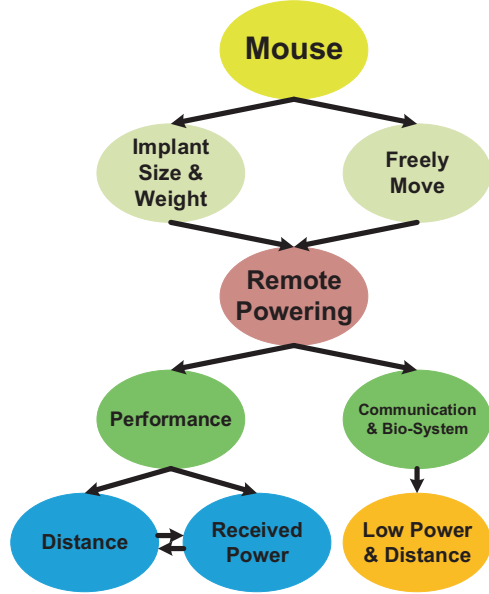 Mouse
Implant
Size &
Weight
Freely
Move
Remote
Powering
Performance
Communication
& Bio-System
Distance
Received
Power
Low Power
& Distance